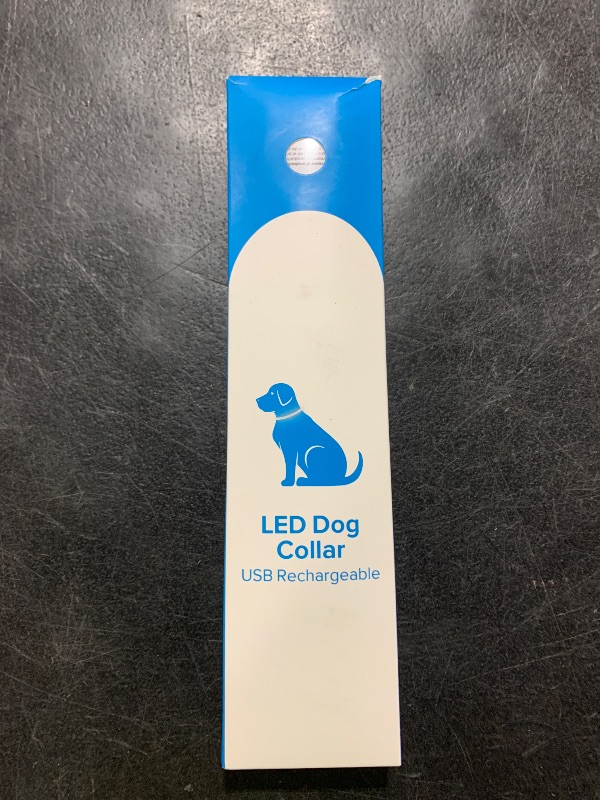 LED Dog
Collar
USB Rechargeable